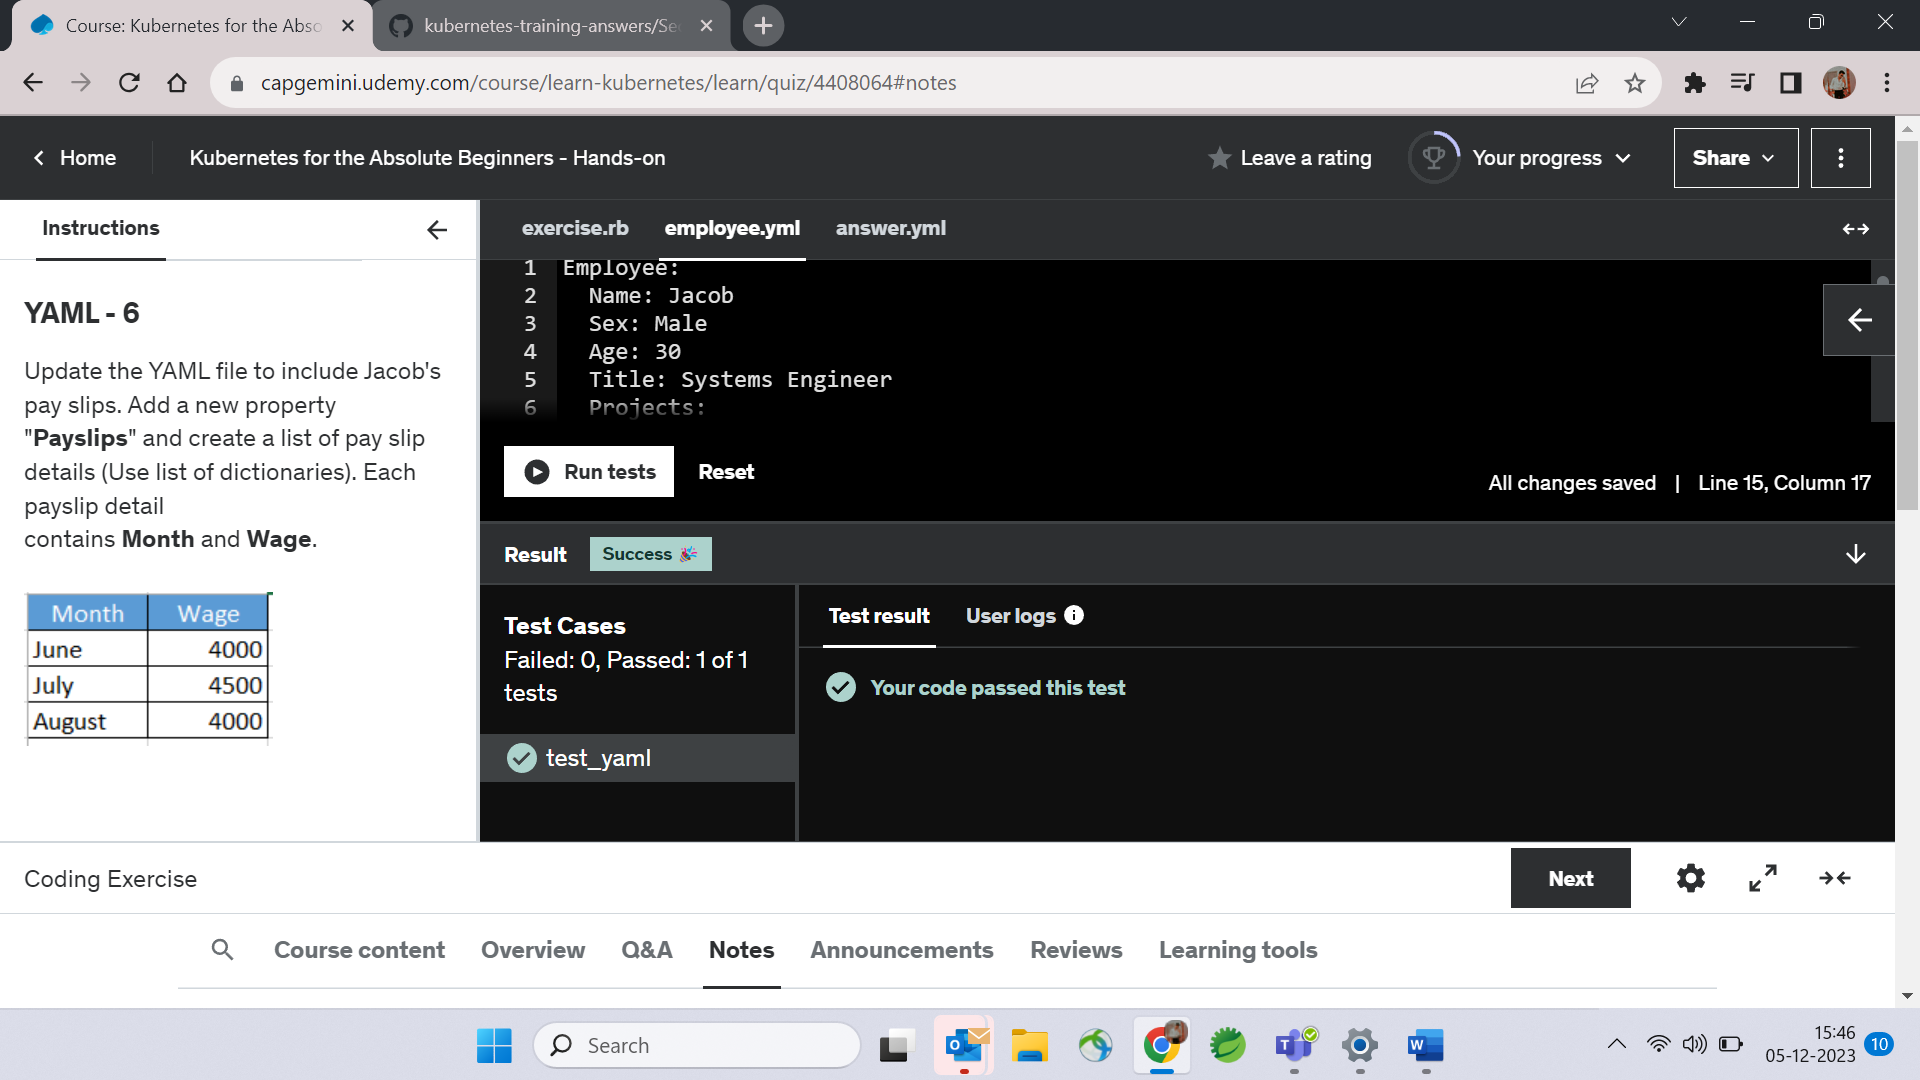 Course: Kubernetes for the Abso
kubernetes-training-answers/Se
capgemini.udemy.com/course/learn-kubernetes/learn/quiz/4408064#notes
Home
Kubernetes for the Absolute Beginners - Hands-on
Leave a rating
Your progress
Share
Instructions
exercise.rb
employee.yml
answer.yml
YAML - 6
Update the YAML file to include Jacob's
pay slips. Add a new property
"Payslips" and create a list of pay slip
details (Use list of dictionaries). Each
payslip detail
contains Month and Wage.
Month Wage
June 4000
July 4500
August 4000
1 Employee:
2 Name: Jacob
3 Sex: Male
4 Age: 30
5 Title: Systems Engineer
6 Projects:
Run tests
Reset
All changes saved | Line 15, Column 17
Result
Success
Test Cases
Failed: 0, Passed: 1 of 1
tests
test_yaml
Test result
User logs
Your code passed this test
Coding Exercise
Next
Course content
Overview
Q&A
Notes
Announcements
Reviews
Learning tools
Search
15:46
05-12-2023
10